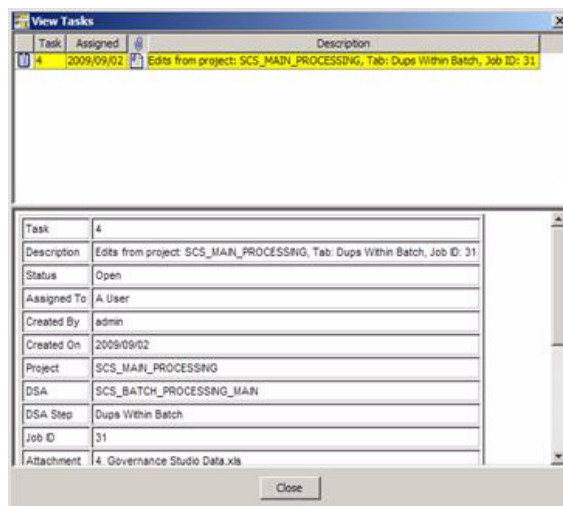 View Tasks
Task Assigned Description
4 2009/09/02 Edits from project: SCS_MAIN_PROCESSING, Tab: Dups Within Batch, Job ID: 31
Task 4
Description Edits from project: SCS_MAIN_PROCESSING, Tab: Dups Within Batch, Job ID: 31
Status Open
Assigned To A User
Created By admin
Created On 2009/09/02
Project SCS_MAIN_PROCESSING
DSA SCS_BATCH_PROCESSING_MAIN
DSA Step Dups Within Batch
Job ID 31
Attachment 4_Governance Studio Data.xls
Close